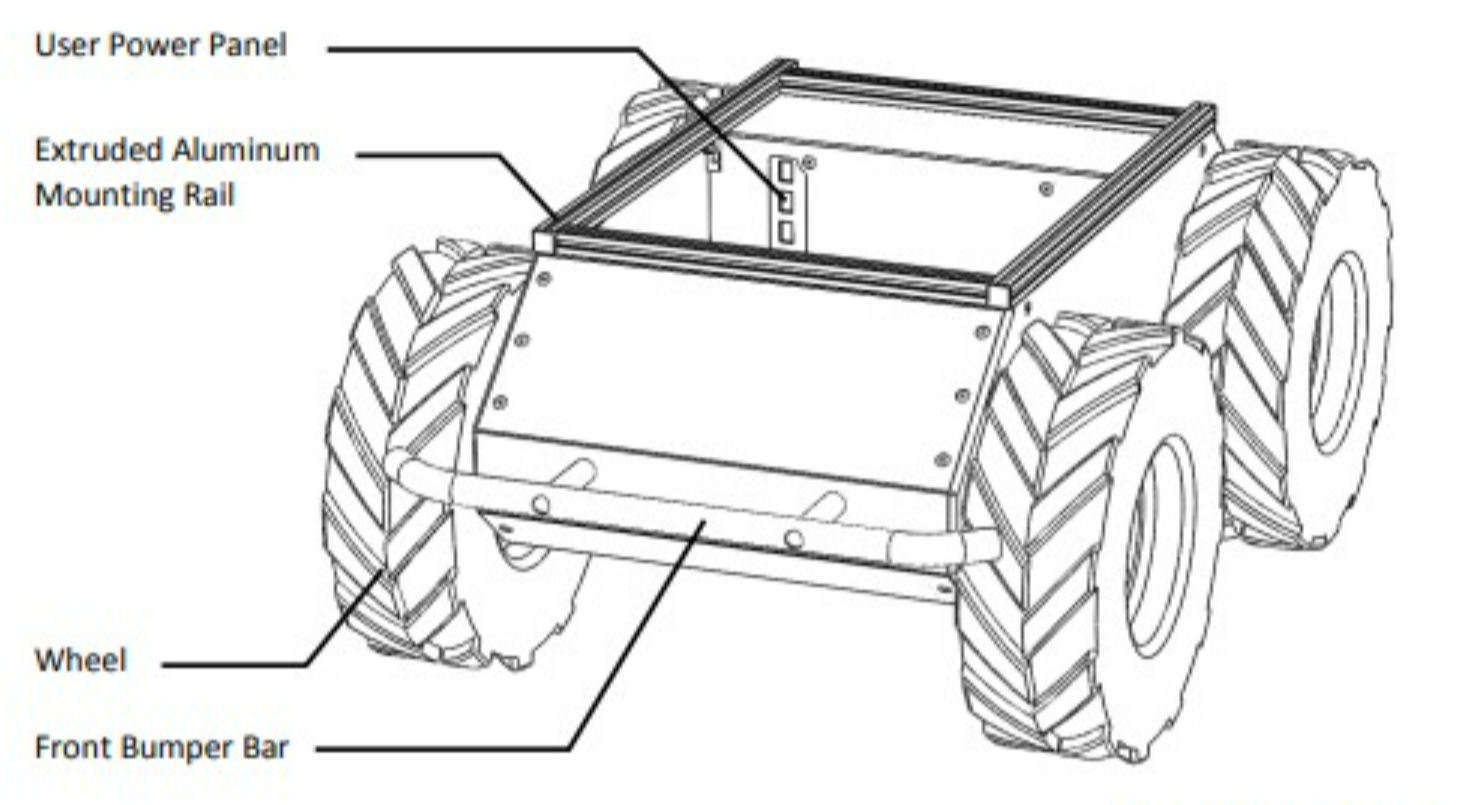 User Power Panel
Extruded Aluminum
Mounting Rail
Wheel
Front Bumper Bar